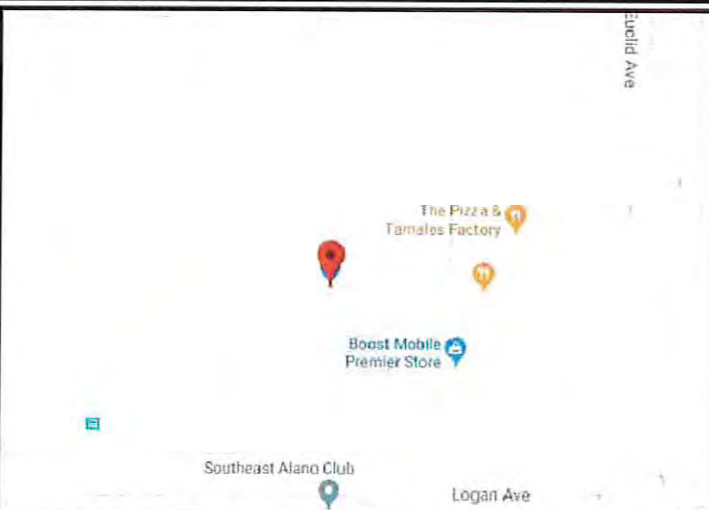 Euclid Ave
The Pizza &
Tamales Factory
Boost Mobile
Premier Store
Southeast Alano Club
Logan Ave